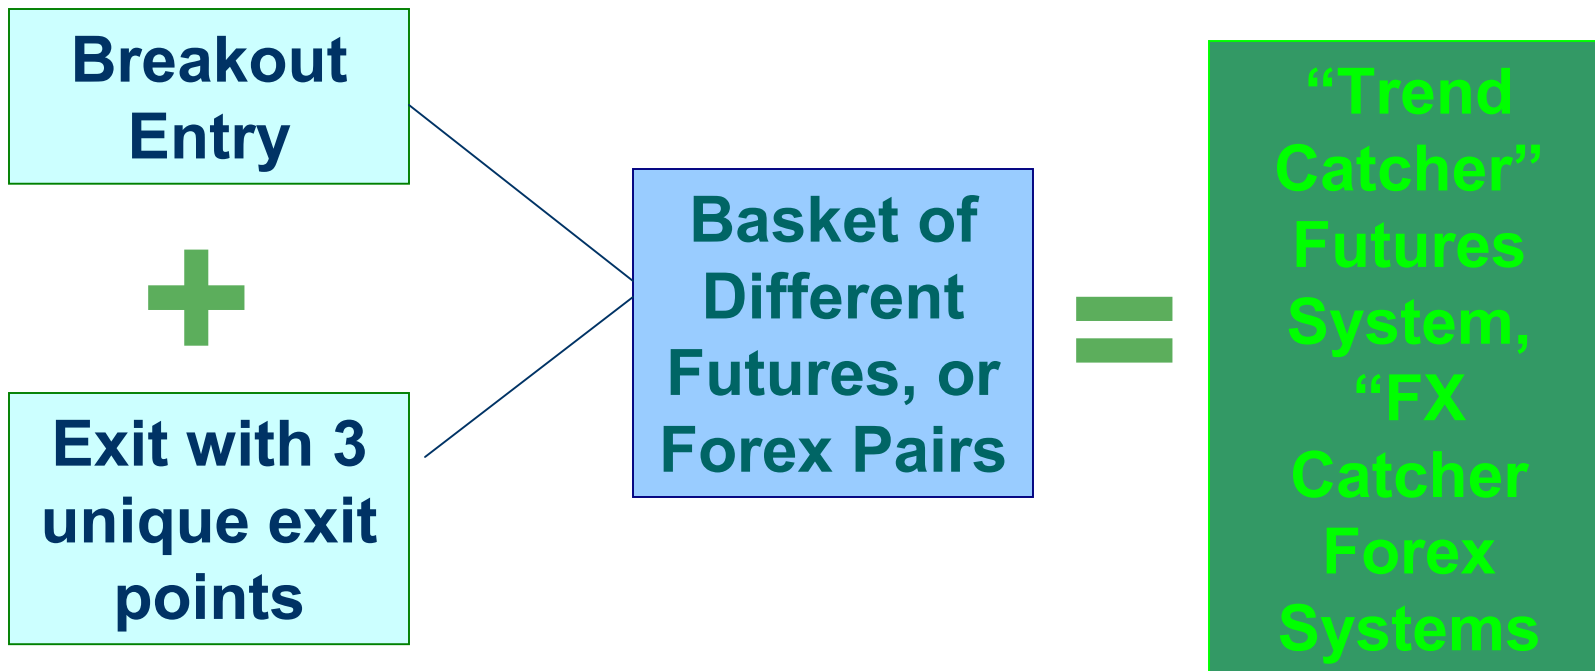 Breakout
Entry
+
Exit with 3
unique exit
points
Basket of
Different
Futures, or
Forex Pairs
=
“Trend
Catcher”
Futures
System,
“FX
Catcher
Forex
Systems